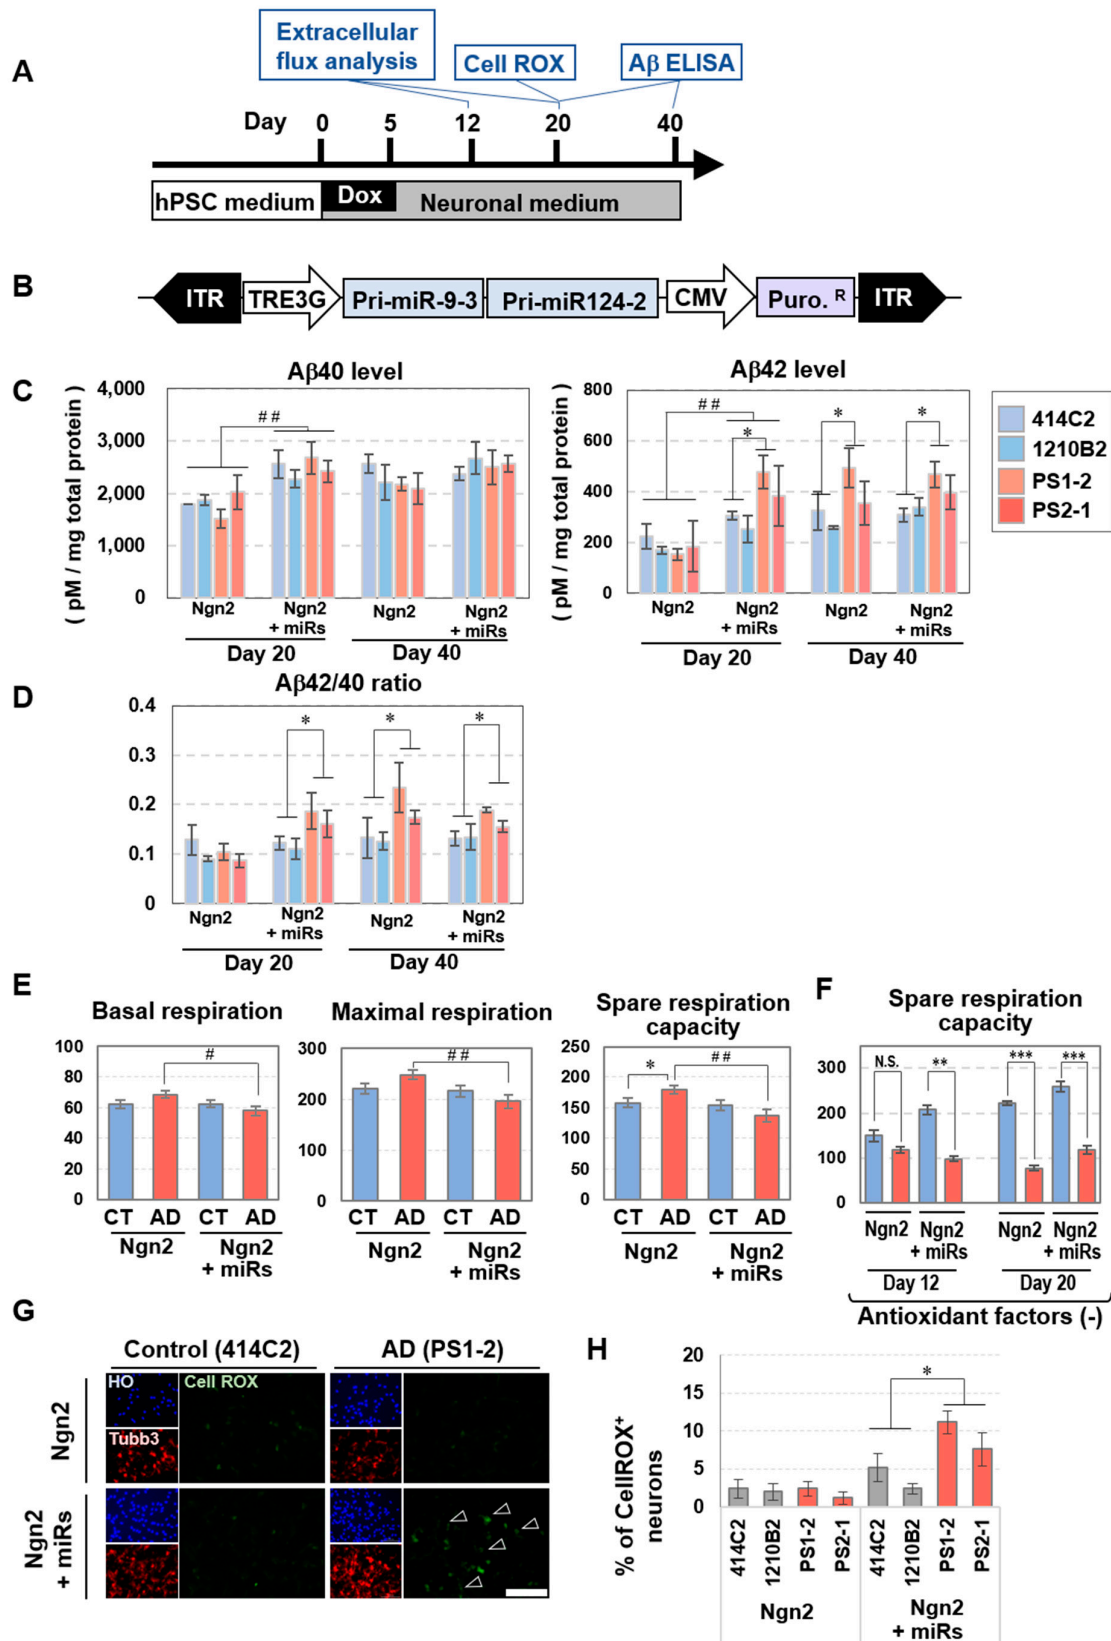 A
Extracellular
flux analysis
Cell ROX
Aβ ELISA
Day 0 5 12 20 40
hPSC medium
Dox
Neuronal medium
B
ITR TRE3G Pri-miR-9-3 Pri-miR124-2 CMV Puro. R ITR
C
Aβ40 level
( pM / mg total protein )
4,000
3,000
2,000
1,000
0
##
Ngn2
Ngn2
+ miRs
Ngn2
Ngn2
+ miRs
Day 20
Day 40
Aβ42 level
( pM / mg total protein )
800
600
400
200
0
##
*
*
*
Ngn2
Ngn2
+ miRs
Ngn2
Ngn2
+ miRs
Day 20
Day 40
414C2
1210B2
PS1-2
PS2-1
D
Aβ42/40 ratio
0.4
0.3
0.2
0.1
0
*
*
*
Ngn2
Ngn2
+ miRs
Ngn2
Ngn2
+ miRs
Day 20
Day 40
E
Basal respiration
100
80
60
40
20
0
#
CT AD CT AD
Ngn2
Ngn2
+ miRs
Maximal respiration
300
200
100
0
##
CT AD CT AD
Ngn2
Ngn2
+ miRs
Spare respiration
capacity
250
200
150
100
50
0
*
##
CT AD CT AD
Ngn2
Ngn2
+ miRs
F
Spare respiration
capacity
300
200
100
0
N.S.
**
***
***
Ngn2
Ngn2
+ miRs
Ngn2
Ngn2
+ miRs
Day 12
Day 20
Antioxidant factors (-)
G
Control (414C2)
AD (PS1-2)
Ngn2
HO
Cell ROX
Tubb3
Ngn2
+ miRs
H
% of CellROX+
neurons
20
15
10
5
0
*
414C2
1210B2
PS1-2
PS2-1
414C2
1210B2
PS1-2
PS2-1
Ngn2
Ngn2
+ miRs